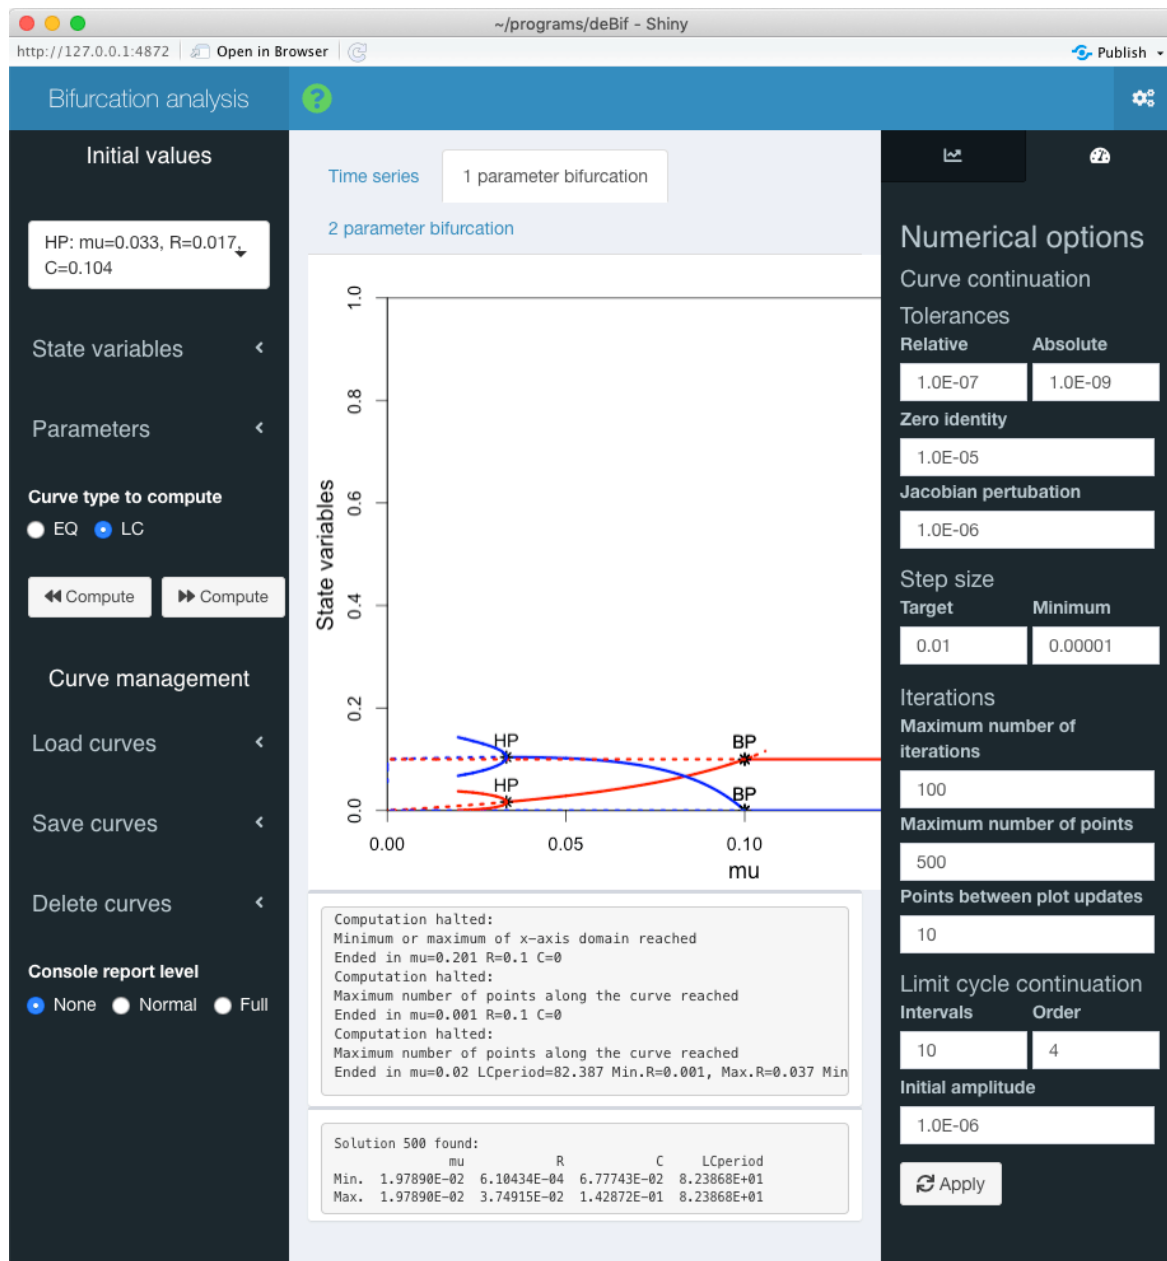 ~/programs/deBif - Shiny
http://127.0.0.1:4872 Open in Browser Publish
Bifurcation analysis ?
Initial values
HP: mu=0.033, R=0.017,
C=0.104
State variables
Parameters
Curve type to compute
EQ LC
Compute Compute
Curve management
Load curves
Save curves
Delete curves
Console report level
None Normal Full
Time series 1 parameter bifurcation
2 parameter bifurcation
State variables
1.0
0.8
0.6
0.4
0.2
0.0
HP
HP
BP
BP
0.00 0.05 0.10
mu
Computation halted:
Minimum or maximum of x-axis domain reached
Ended in mu=0.201 R=0.1 C=0
Computation halted:
Maximum number of points along the curve reached
Ended in mu=0.001 R=0.1 C=0
Computation halted:
Maximum number of points along the curve reached
Ended in mu=0.02 LCperiod=82.387 Min.R=0.001, Max.R=0.037 Min
Solution 500 found:
mu R C LCperiod
Min. 1.97890E-02 6.10434E-04 6.77743E-02 8.23868E+01
Max. 1.97890E-02 3.74915E-02 1.42872E-01 8.23868E+01
Numerical options
Curve continuation
Tolerances
Relative Absolute
1.0E-07 1.0E-09
Zero identity
1.0E-05
Jacobian pertubation
1.0E-06
Step size
Target Minimum
0.01 0.00001
Iterations
Maximum number of
iterations
100
Maximum number of points
500
Points between plot updates
10
Limit cycle continuation
Intervals Order
10 4
Initial amplitude
1.0E-06
Apply